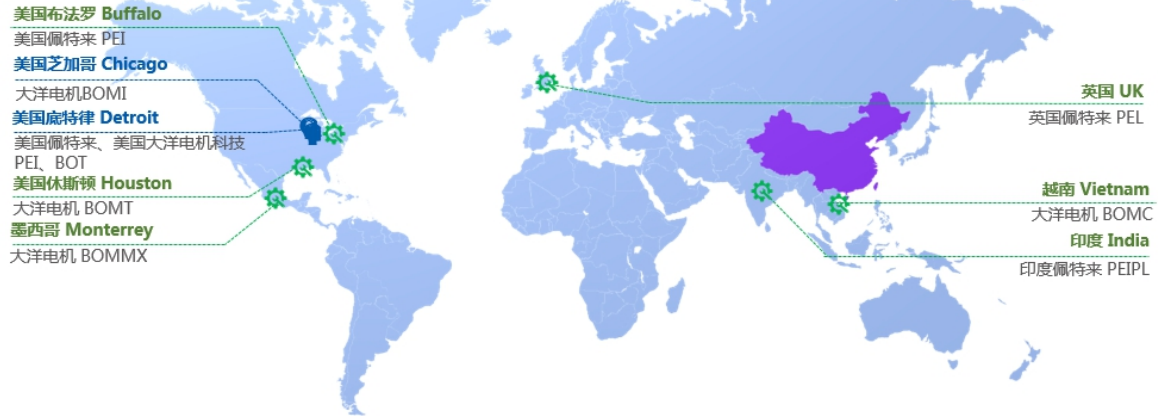 美国布法罗 Buffalo
美国佩特来 PEI
美国芝加哥 Chicago
大洋电机BOMI
美国底特律 Detroit
美国佩特来、美国大洋电机科技
PEI、BOT
美国休斯顿 Houston
大洋电机 BOMT
墨西哥 Monterrey
大洋电机 BOMMX
英国 UK
英国佩特来 PEL
越南 Vietnam
大洋电机 BOMC
印度 India
印度佩特来 PEIPL